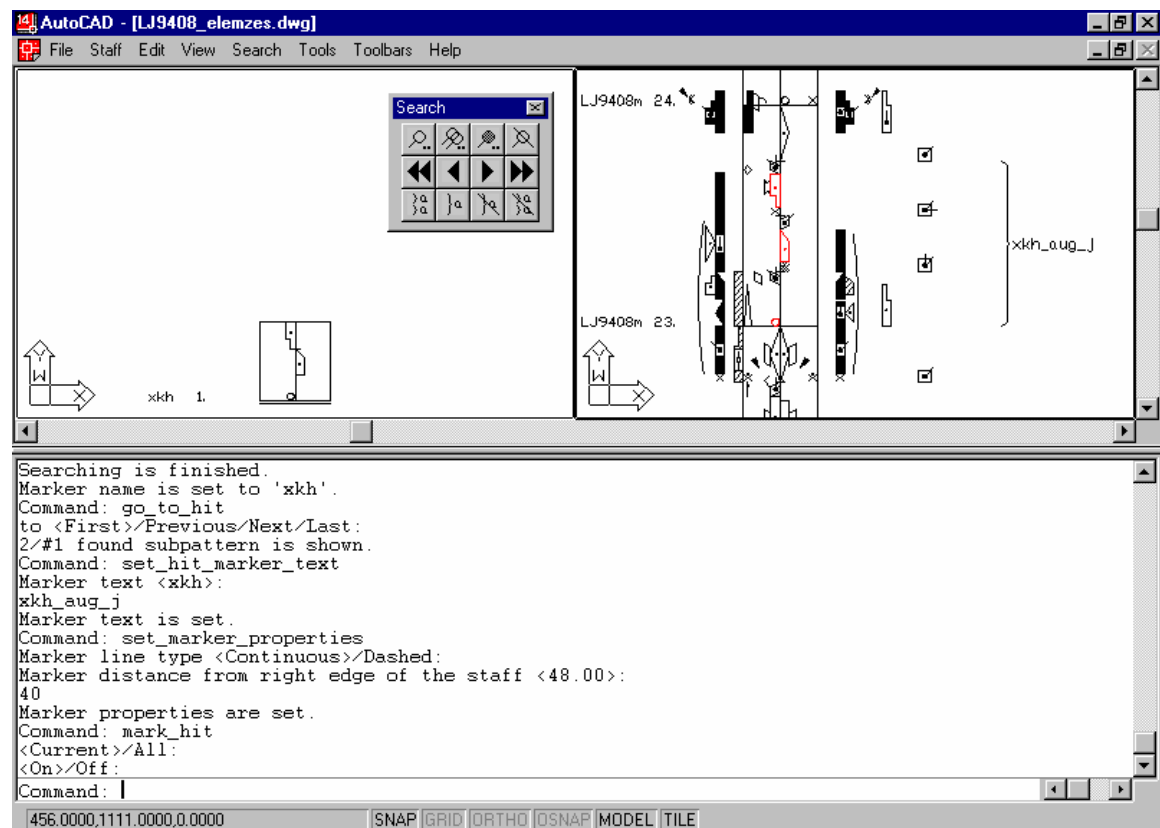 14 AutoCAD - [LJ9408_elemzes.dwg]
File Staff Edit View Search Tools Toolbars Help
Search
LJ9408m 24.
xkh_aug_j
LJ9408m 23.
Y
W
X
xkh 1.
Y
W
X
Searching is finished.
Marker name is set to 'xkh'.
Command: go_to_hit
to <First>/Previous/Next/Last:
2/#1 found subpattern is shown.
Command: set_hit_marker_text
Marker text <xkh>:
xkh_aug_j
Marker text is set.
Command: set_marker_properties
Marker line type <Continuous>/Dashed:
Marker distance from right edge of the staff <48.00>:
40
Marker properties are set.
Command: mark_hit
<Current>/All:
<On>/Off:
Command:
456.0000,1111.0000,0.0000 SNAP GRID ORTHO OSNAP MODEL TILE